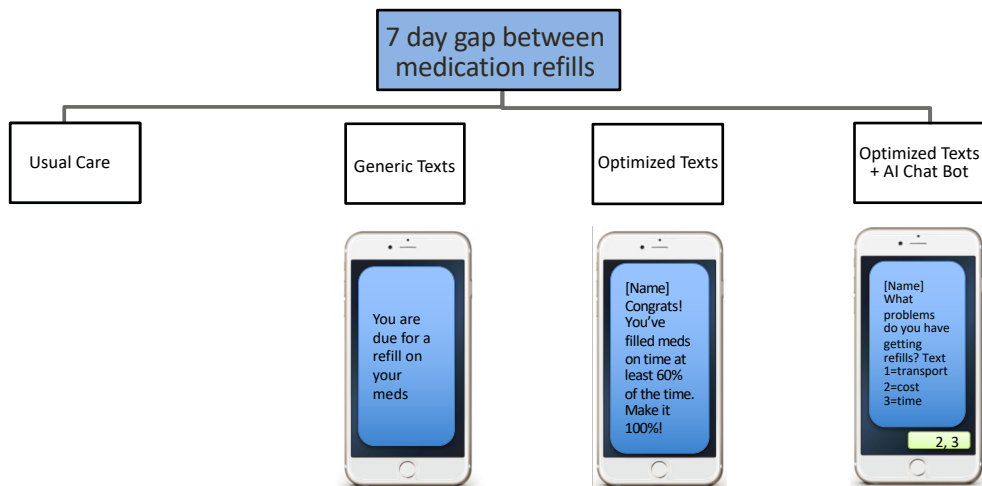 7 day gap between
medication refills
Usual Care
Generic Texts
Optimized Texts
Optimized Texts
+ AI Chat Bot
You are
due for a
refill on
your
meds
[Name]
Congrats!
You’ve
filled meds
on time at
least 60%
of the time.
Make it
100%!
[Name]
What
problems
do you have
getting
refills? Text
1=transport
2=cost
3=time
2, 3